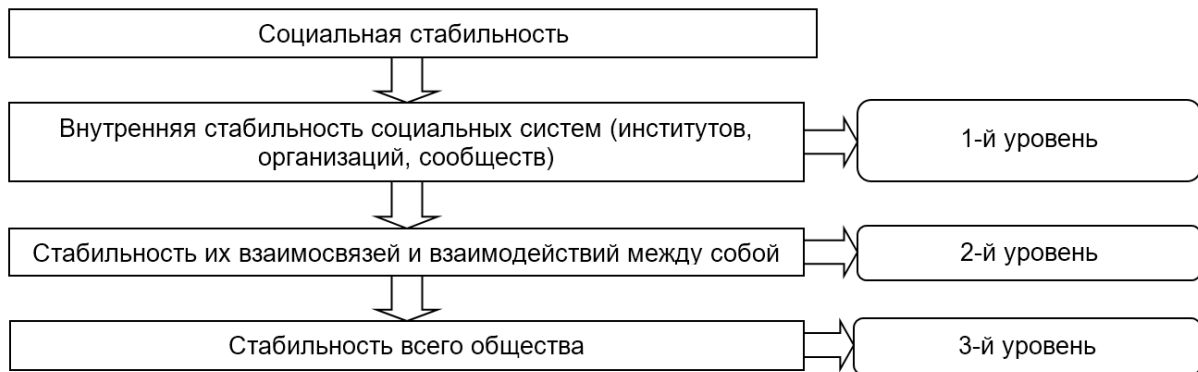 Социальная стабильность
Внутренняя стабильность социальных систем (институтов,
организаций, сообществ)
1-й уровень
Стабильность их взаимосвязей и взаимодействий между собой
2-й уровень
Стабильность всего общества
3-й уровень